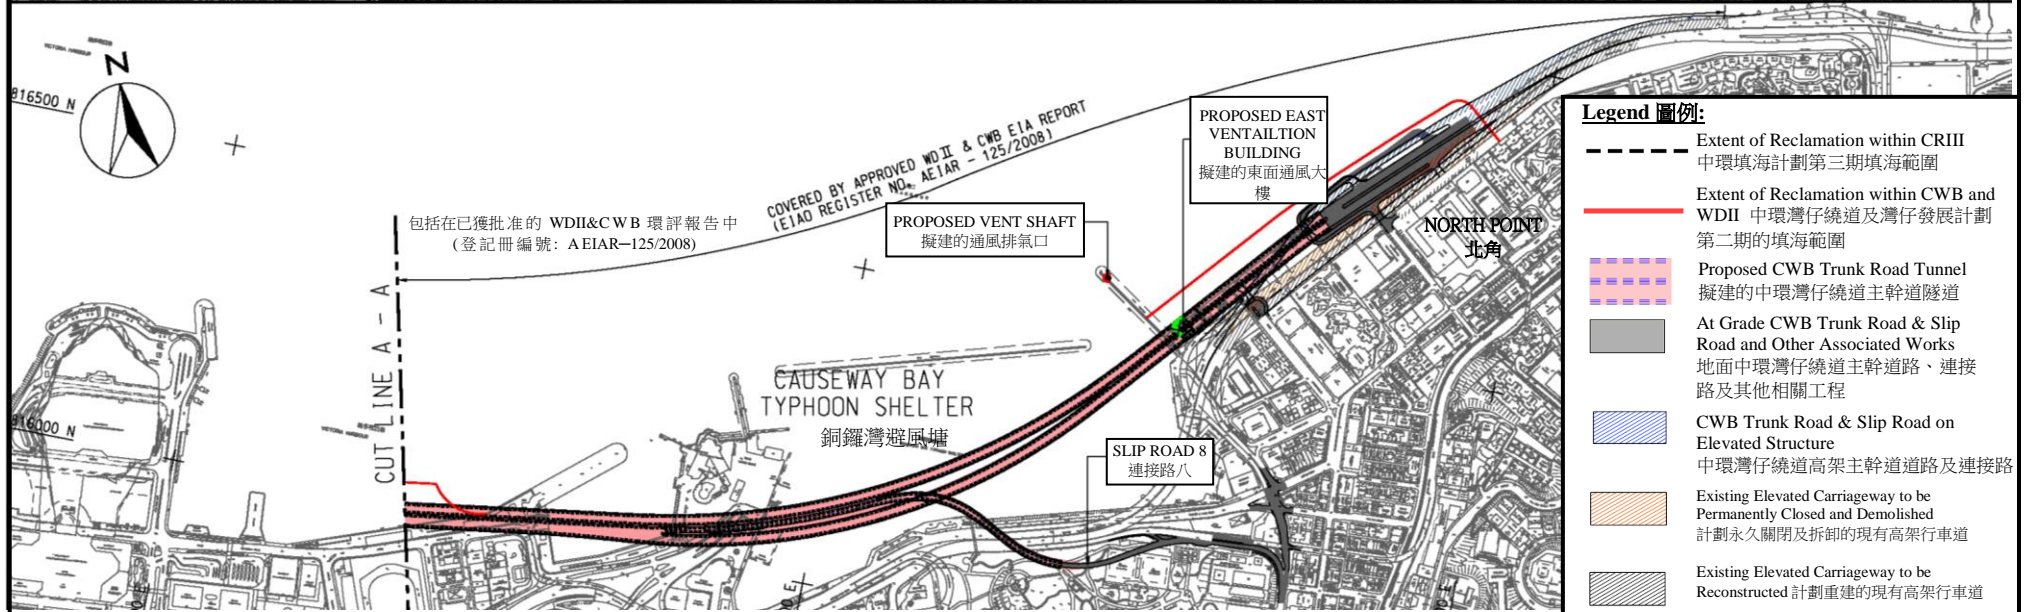 VICTORIA HARBOUR
N
816500 N
包括在已獲批准的 WDII&CWB 環評報告中
(登記冊編號: AEIAR─125/2008)
COVERED BY APPROVED WDII & CWB EIA REPORT
(EIAO REGISTER NO. AEIAR - 125/2008)
PROPOSED VENT SHAFT
擬建的通風排氣口
PROPOSED EAST
VENTAILTION
BUILDING
擬建的東面通風大
樓
NORTH POINT
北角
CUT LINE A - A
816000 N
VICTORIA HARBOUR
CAUSEWAY BAY
TYPHOON SHELTER
銅鑼灣避風塘
SLIP ROAD 8
連接路八
Legend 圖例:
Extent of Reclamation within CRIII
中環填海計劃第三期填海範圍
Extent of Reclamation within CWB and
WDII 中環灣仔繞道及灣仔發展計劃
第二期的填海範圍
Proposed CWB Trunk Road Tunnel
擬建的中環灣仔繞道主幹道隧道
At Grade CWB Trunk Road & Slip
Road and Other Associated Works
地面中環灣仔繞道主幹道路、連接
路及其他相關工程
CWB Trunk Road & Slip Road on
Elevated Structure
中環灣仔繞道高架主幹道道路及連接路
Existing Elevated Carriageway to be
Permanently Closed and Demolished
計劃永久關閉及拆卸的現有高架行車道
Existing Elevated Carriageway to be
Reconstructed 計劃重建的現有高架行車道